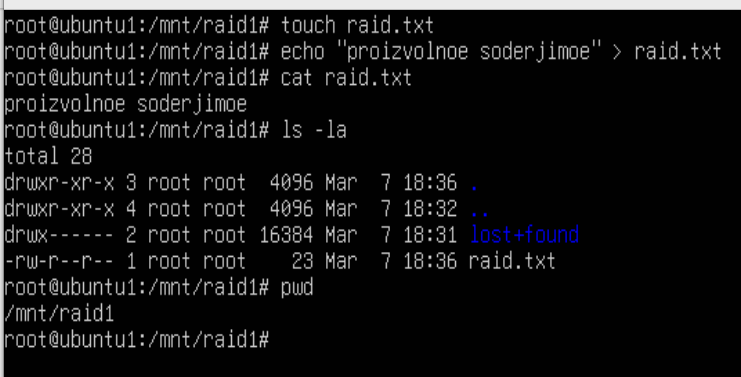 root@ubuntu1:/mnt/raid1# touch raid.txt
root@ubuntu1:/mnt/raid1# echo "proizvolnoe soderjimoe" > raid.txt
root@ubuntu1:/mnt/raid1# cat raid.txt
proizvolnoe soderjimoe
root@ubuntu1:/mnt/raid1# ls -la
total 28
drwxr-xr-x 3 root root  4096 Mar  7 18:36 .
drwxr-xr-x 4 root root  4096 Mar  7 18:32 ..
drwx------ 2 root root 16384 Mar  7 18:31 lost+found
-rw-r--r-- 1 root root    23 Mar  7 18:36 raid.txt
root@ubuntu1:/mnt/raid1# pwd
/mnt/raid1
root@ubuntu1:/mnt/raid1#